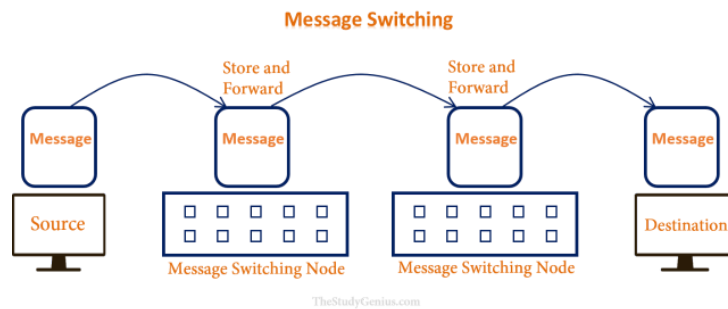 Message Switching
Store and
Forward
Store and
Forward
Message
Message
Message
Message
Source
Destination
Message Switching Node
Message Switching Node
TheStudyGenius.com